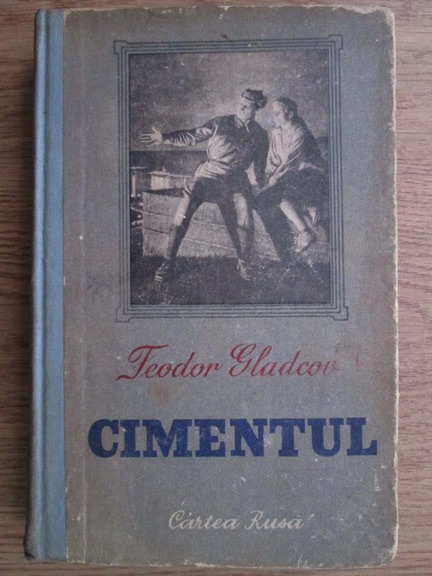 Teodor Gladcov
CIMENTUL
Cartea Rusă